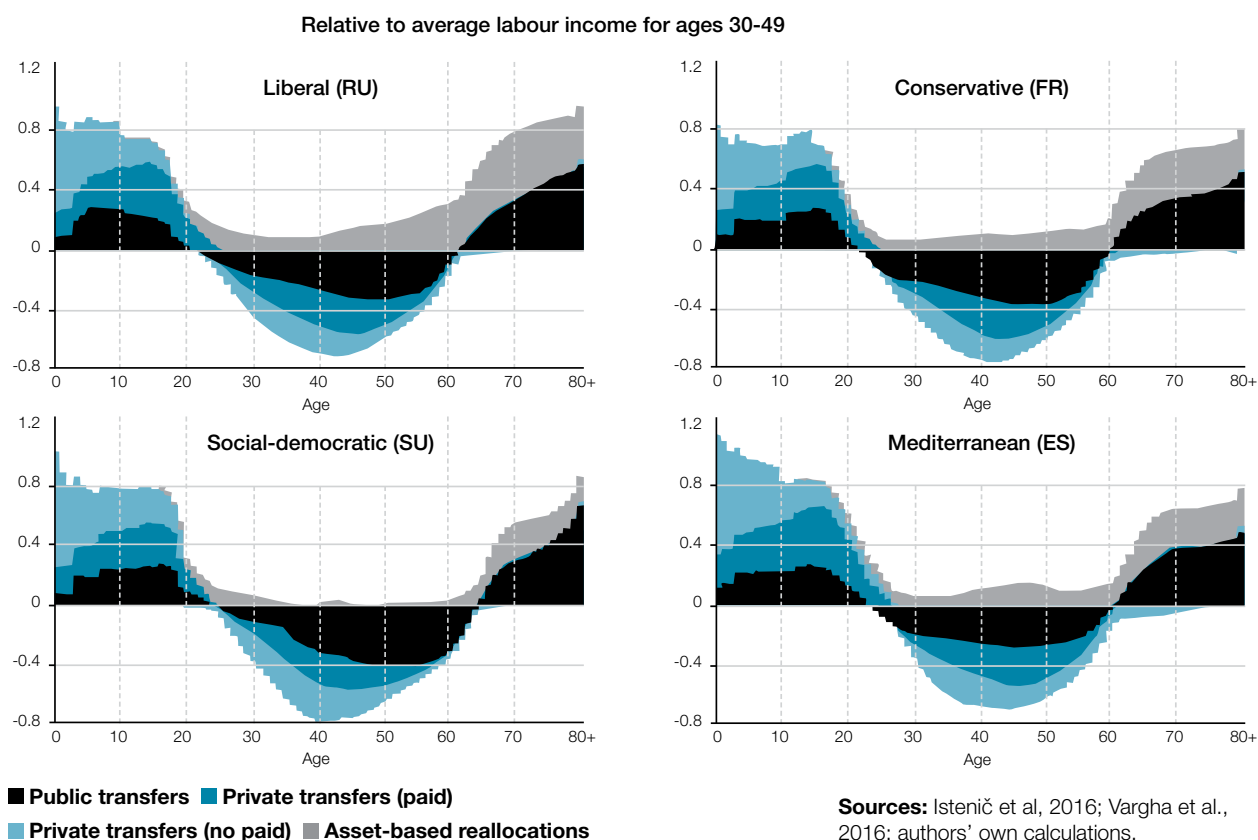 Relative to average labour income for ages 30-49
Liberal (RU)
1.2
0.8
0.4
0
-0.4
-0.8
0 10 20 30 40 50 60 70 80+
Age
Conservative (FR)
1.2
0.8
0.4
0
-0.4
-0.8
0 10 20 30 40 50 60 70 80+
Age
Social-democratic (SU)
1.2
0.8
0.4
0
-0.4
-0.8
0 10 20 30 40 50 60 70 80+
Age
Mediterranean (ES)
1.2
0.8
0.4
0
-0.4
-0.8
0 10 20 30 40 50 60 70 80+
Age
Public transfers Private transfers (paid)
Private transfers (no paid) Asset-based reallocations
Sources: Istenič et al, 2016; Vargha et al.,
2016; authors' own calculations.